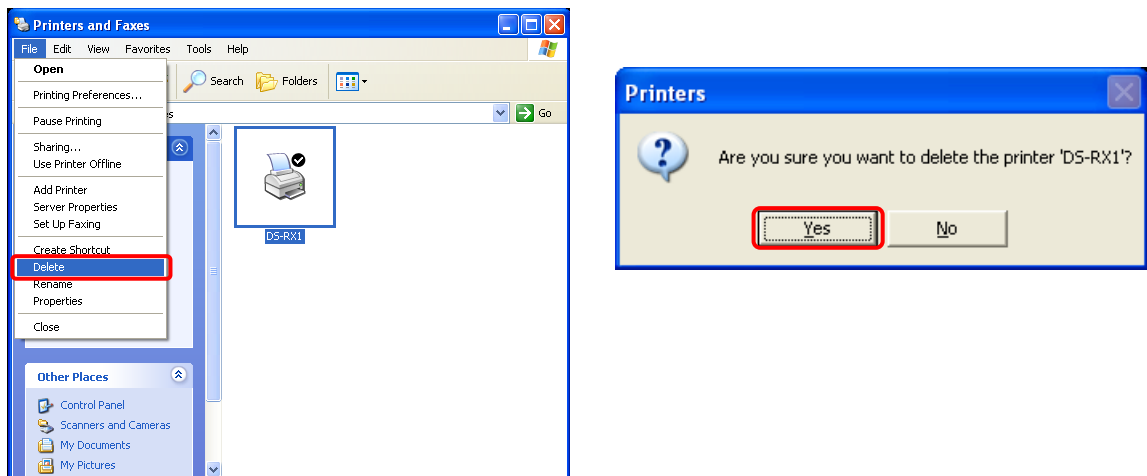 Printers and Faxes
File Edit View Favorites Tools Help
Open
Printing Preferences...
Pause Printing
Sharing...
Use Printer Offline
Add Printer
Server Properties
Set Up Faxing
Create Shortcut
Delete
Rename
Properties
Close
Search Folders
Go
DS-RX1
Other Places
Control Panel
Scanners and Cameras
My Documents
My Pictures
Printers
Are you sure you want to delete the printer 'DS-RX1'?
Yes No